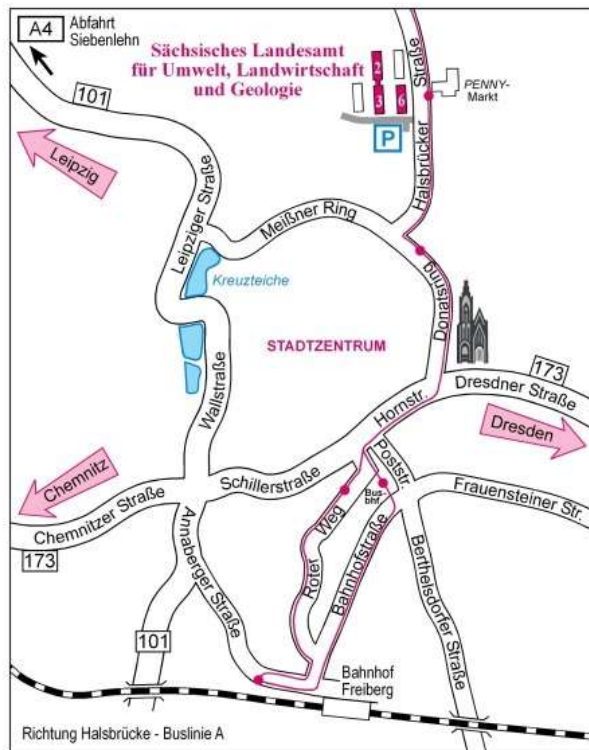 A4
Abfahrt
Siebenlehn
Sächsisches Landesamt
für Umwelt, Landwirtschaft
und Geologie
2
3
6
P
Straße
Halsbrücker
PENNY-
Markt
101
Leipzig
Leipziger Straße
Meißner Ring
Kreuzteiche
Donatsring
STADTZENTRUM
Wallstraße
173
Dresdner Straße
Dresden
Hornstr.
Poststr.
Chemnitz
Schillerstraße
Chemnitzer Straße
173
Bus-
bhf.
Frauensteiner Str.
Roter Weg
Bahnhofstraße
Annaberger Straße
Berthelsdorfer Straße
101
Bahnhof
Freiberg
Richtung Halsbrücke - Buslinie A